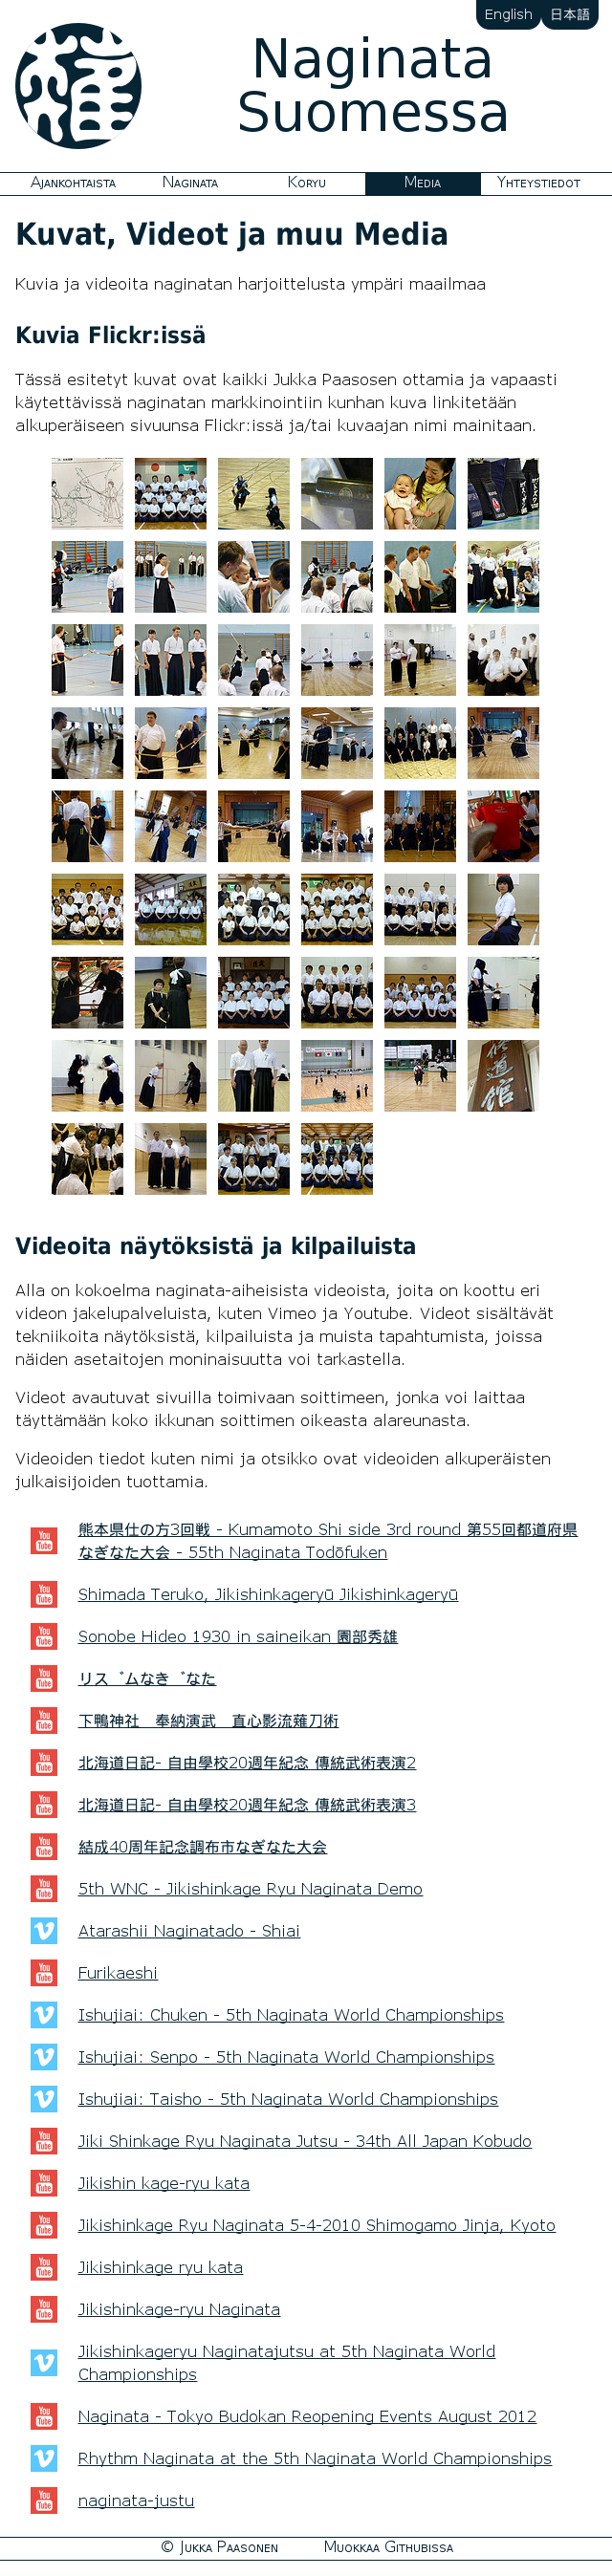 English
日本語
Naginata
Suomessa
Ajankohtaista
Naginata
Koryu
Media
Yhteystiedot
Kuvat, Videot ja muu Media
Kuvia ja videoita naginatan harjoittelusta ympäri maailmaa
Kuvia Flickr:issä
Tässä esitetyt kuvat ovat kaikki Jukka Paasosen ottamia ja vapaasti
käytettävissä naginatan markkinointiin kunhan kuva linkitetään
alkuperäiseen sivuunsa Flickr:issä ja/tai kuvaajan nimi mainitaan.
Videoita näytöksistä ja kilpailuista
Alla on kokoelma naginata-aiheisista videoista, joita on koottu eri
videon jakelupalveluista, kuten Vimeo ja Youtube. Videot sisältävät
tekniikoita näytöksistä, kilpailuista ja muista tapahtumista, joissa
näiden asetaitojen moninaisuutta voi tarkastella.
Videot avautuvat sivuilla toimivaan soittimeen, jonka voi laittaa
täyttämään koko ikkunan soittimen oikeasta alareunasta.
Videoiden tiedot kuten nimi ja otsikko ovat videoiden alkuperäisten
julkaisijoiden tuottamia.
熊本県仕の方3回戦 - Kumamoto Shi side 3rd round 第55回都道府県
なぎなた大会 - 55th Naginata Todōfuken
Shimada Teruko, Jikishinkageryū Jikishinkageryū
Sonobe Hideo 1930 in saineikan 園部秀雄
リス゛ムなき゛なた
下鴨神社　奉納演武　直心影流薙刀術
北海道日記- 自由學校20週年紀念 傳統武術表演2
北海道日記- 自由學校20週年紀念 傳統武術表演3
結成40周年記念調布市なぎなた大会
5th WNC - Jikishinkage Ryu Naginata Demo
Atarashii Naginatado - Shiai
Furikaeshi
Ishujiai: Chuken - 5th Naginata World Championships
Ishujiai: Senpo - 5th Naginata World Championships
Ishujiai: Taisho - 5th Naginata World Championships
Jiki Shinkage Ryu Naginata Jutsu - 34th All Japan Kobudo
Jikishin kage-ryu kata
Jikishinkage Ryu Naginata 5-4-2010 Shimogamo Jinja, Kyoto
Jikishinkage ryu kata
Jikishinkage-ryu Naginata
Jikishinkageryu Naginatajutsu at 5th Naginata World
Championships
Naginata - Tokyo Budokan Reopening Events August 2012
Rhythm Naginata at the 5th Naginata World Championships
naginata-justu
© Jukka Paasonen
Muokkaa Githubissa